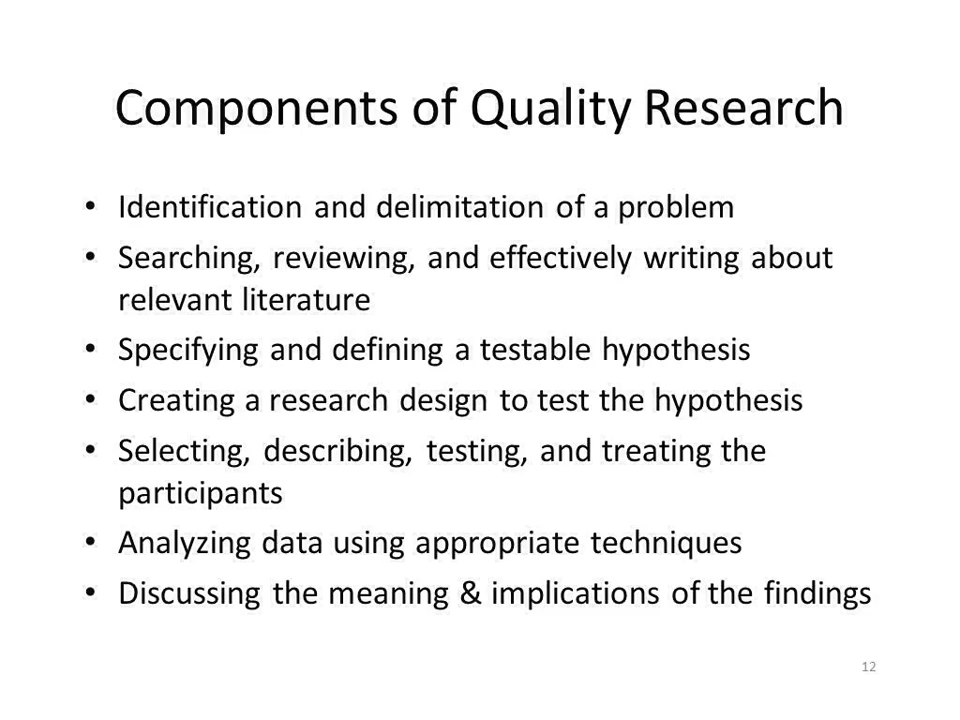 Components of Quality Research
• Identification and delimitation of a problem
• Searching, reviewing, and effectively writing about
relevant literature
• Specifying and defining a testable hypothesis
• Creating a research design to test the hypothesis
• Selecting, describing, testing, and treating the
participants
• Analyzing data using appropriate techniques
• Discussing the meaning & implications of the findings
12